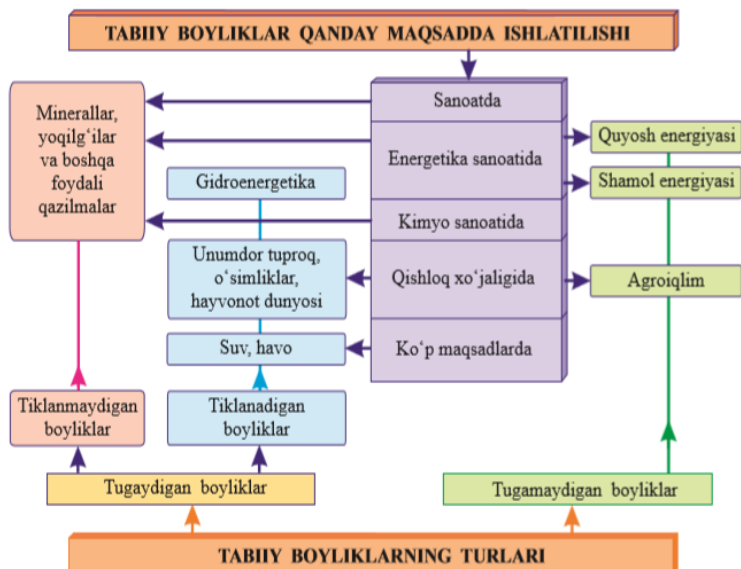 TABIIY BOYLIKLAR QANDAY MAQSADDA ISHLATILISHI
Minerallar,
yoqilg‘ilar
va boshqa
foydali
qazilmalar
Gidroenergetika
Unumdor tuproq,
o‘simliklar,
hayvonot dunyosi
Suv, havo
Sanoatda
Energetika sanoatida
Kimyo sanoatida
Qishloq xo‘jaligida
Ko‘p maqsadlarda
Quyosh energiyasi
Shamol energiyasi
Agroiqlim
Tiklanmaydigan
boyliklar
Tiklanadigan
boyliklar
Tugaydigan boyliklar
Tugamaydigan boyliklar
TABIIY BOYLIKLARNING TURLARI